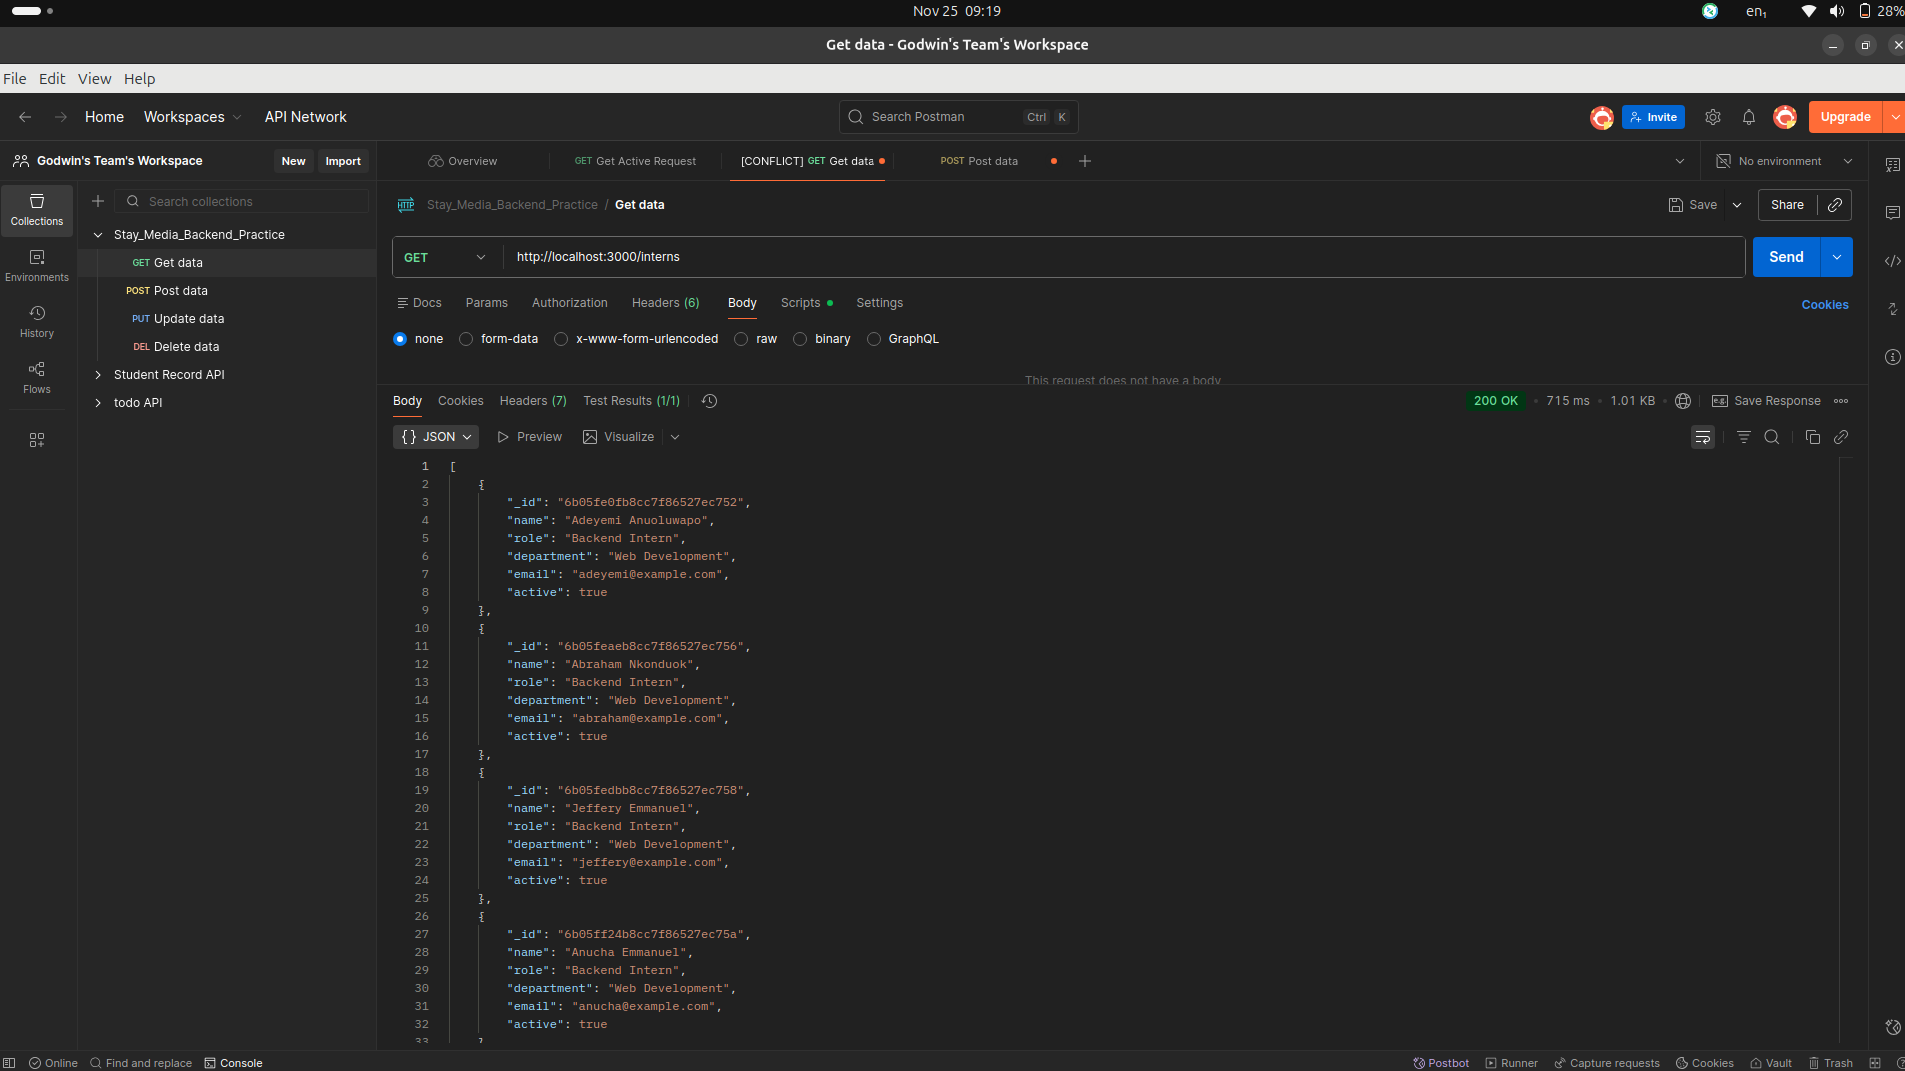 Nov 25 09:19
en1
28%
Get data - Godwin's Team's Workspace
File Edit View Help
Home Workspaces API Network
Search Postman Ctrl K
Invite
Upgrade
Godwin's Team's Workspace
New Import
Overview
GET Get Active Request
[CONFLICT] GET Get data
POST Post data
No environment
Collections
Environments
History
Flows
Search collections
Stay_Media_Backend_Practice
GET Get data
POST Post data
PUT Update data
DEL Delete data
Student Record API
todo API
HTTP Stay_Media_Backend_Practice / Get data
Save
Share
GET http://localhost:3000/interns
Send
Docs Params Authorization Headers (6) Body Scripts Settings
Cookies
none form-data x-www-form-urlencoded raw binary GraphQL
This request does not have a body
Body Cookies Headers (7) Test Results (1/1)
200 OK 715 ms 1.01 KB e.g. Save Response
{} JSON Preview Visualize
1 [
2 {
3 "_id": "6b05fe0fb8cc7f86527ec752",
4 "name": "Adeyemi Anuoluwapo",
5 "role": "Backend Intern",
6 "department": "Web Development",
7 "email": "adeyemi@example.com",
8 "active": true
9 },
10 {
11 "_id": "6b05feaeb8cc7f86527ec756",
12 "name": "Abraham Nkonduok",
13 "role": "Backend Intern",
14 "department": "Web Development",
15 "email": "abraham@example.com",
16 "active": true
17 },
18 {
19 "_id": "6b05fedbb8cc7f86527ec758",
20 "name": "Jeffery Emmanuel",
21 "role": "Backend Intern",
22 "department": "Web Development",
23 "email": "jeffery@example.com",
24 "active": true
25 },
26 {
27 "_id": "6b05ff24b8cc7f86527ec75a",
28 "name": "Anucha Emmanuel",
29 "role": "Backend Intern",
30 "department": "Web Development",
31 "email": "anucha@example.com",
32 "active": true
33 }
Online Find and replace Console
Postbot Runner Capture requests Cookies Vault Trash